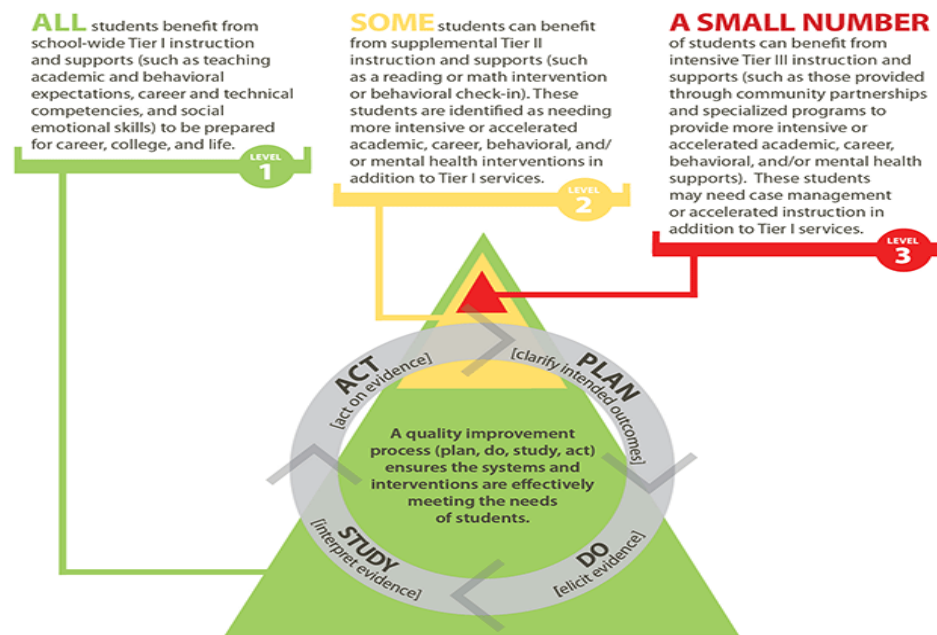 ALL students benefit from
school-wide Tier I instruction
and supports (such as teaching
academic and behavioral
expectations, career and technical
competencies, and social
emotional skills) to be prepared
for career, college, and life.
LEVEL
1
SOME students can benefit
from supplemental Tier II
instruction and supports (such
as a reading or math intervention
or behavioral check-in). These
students are identified as needing
more intensive or accelerated
academic, career, behavioral, and/
or mental health interventions in
addition to Tier I services.
LEVEL
2
A SMALL NUMBER
of students can benefit from
intensive Tier III instruction and
supports (such as those provided
through community partnerships
and specialized programs to
provide more intensive or
accelerated academic, career,
behavioral, and/or mental health
supports). These students
may need case management
or accelerated instruction in
addition to Tier I services.
LEVEL
3
ACT
[act on evidence]
PLAN
[clarify intended outcomes]
A quality improvement
process (plan, do, study, act)
ensures the systems and
interventions are effectively
meeting the needs
of students.
STUDY
[interpret evidence]
DO
[elicit evidence]